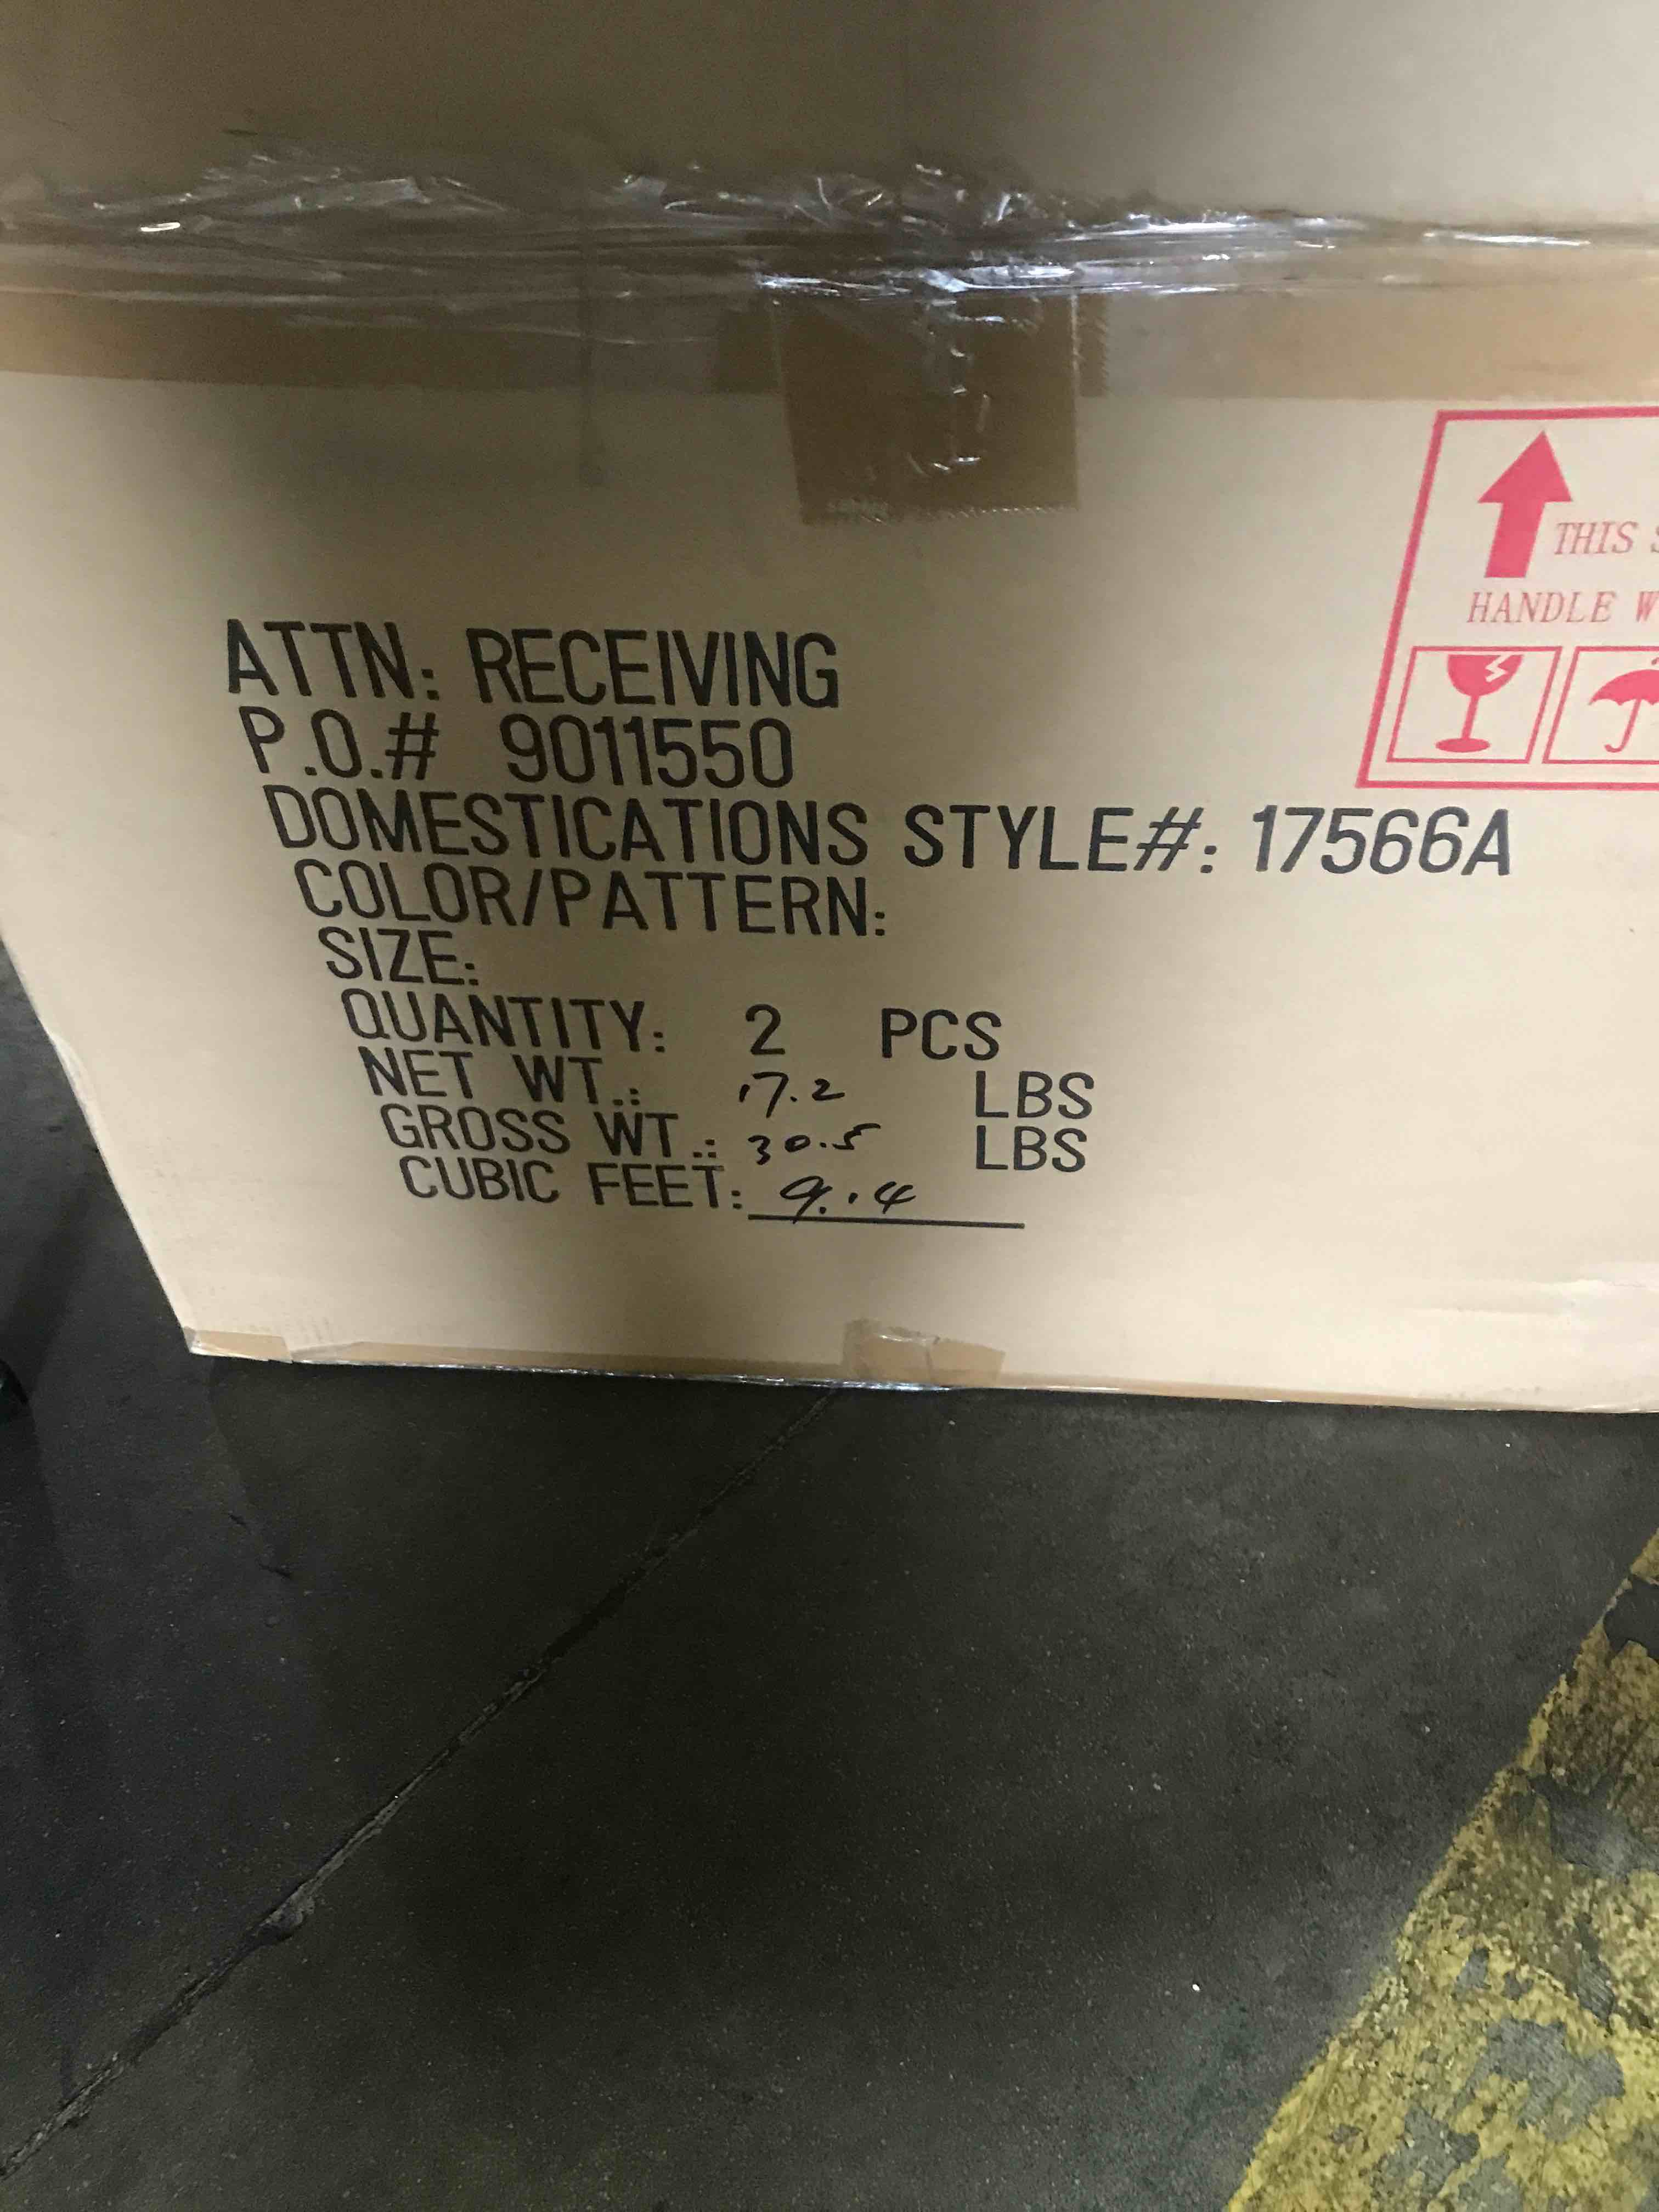 THIS S
HANDLE W
ATTN: RECEIVING
P.O.# 9011550
DOMESTICATIONS STYLE#: 17566A
COLOR/PATTERN:
SIZE:
QUANTITY: 2 PCS
NET WT.: 17.2 LBS
GROSS WT.: 30.5 LBS
CUBIC FEET: 9.4